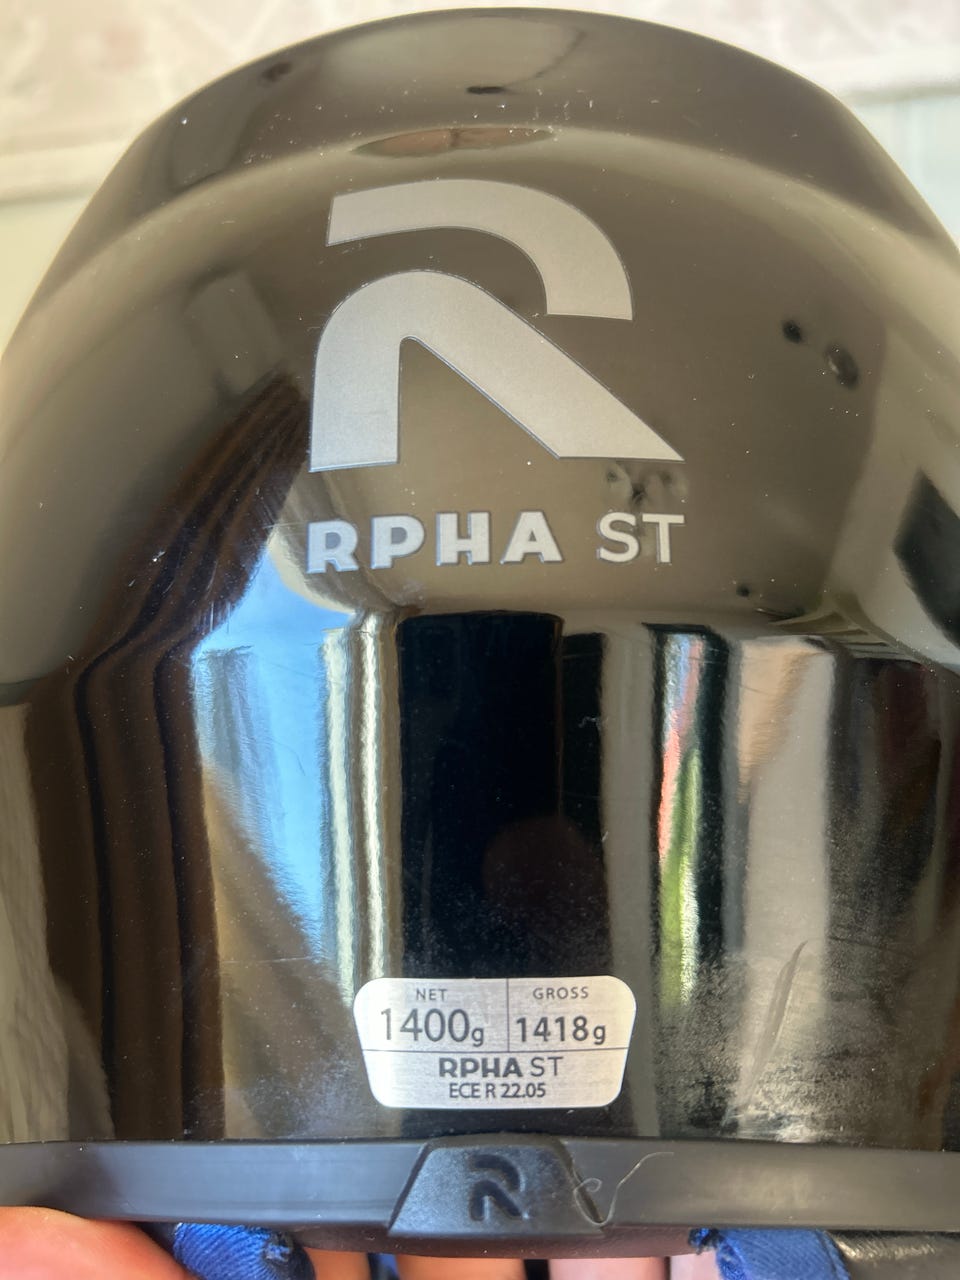 RPHA ST
NET GROSS
1400g 1418g
RPHA ST
ECE R 22.05